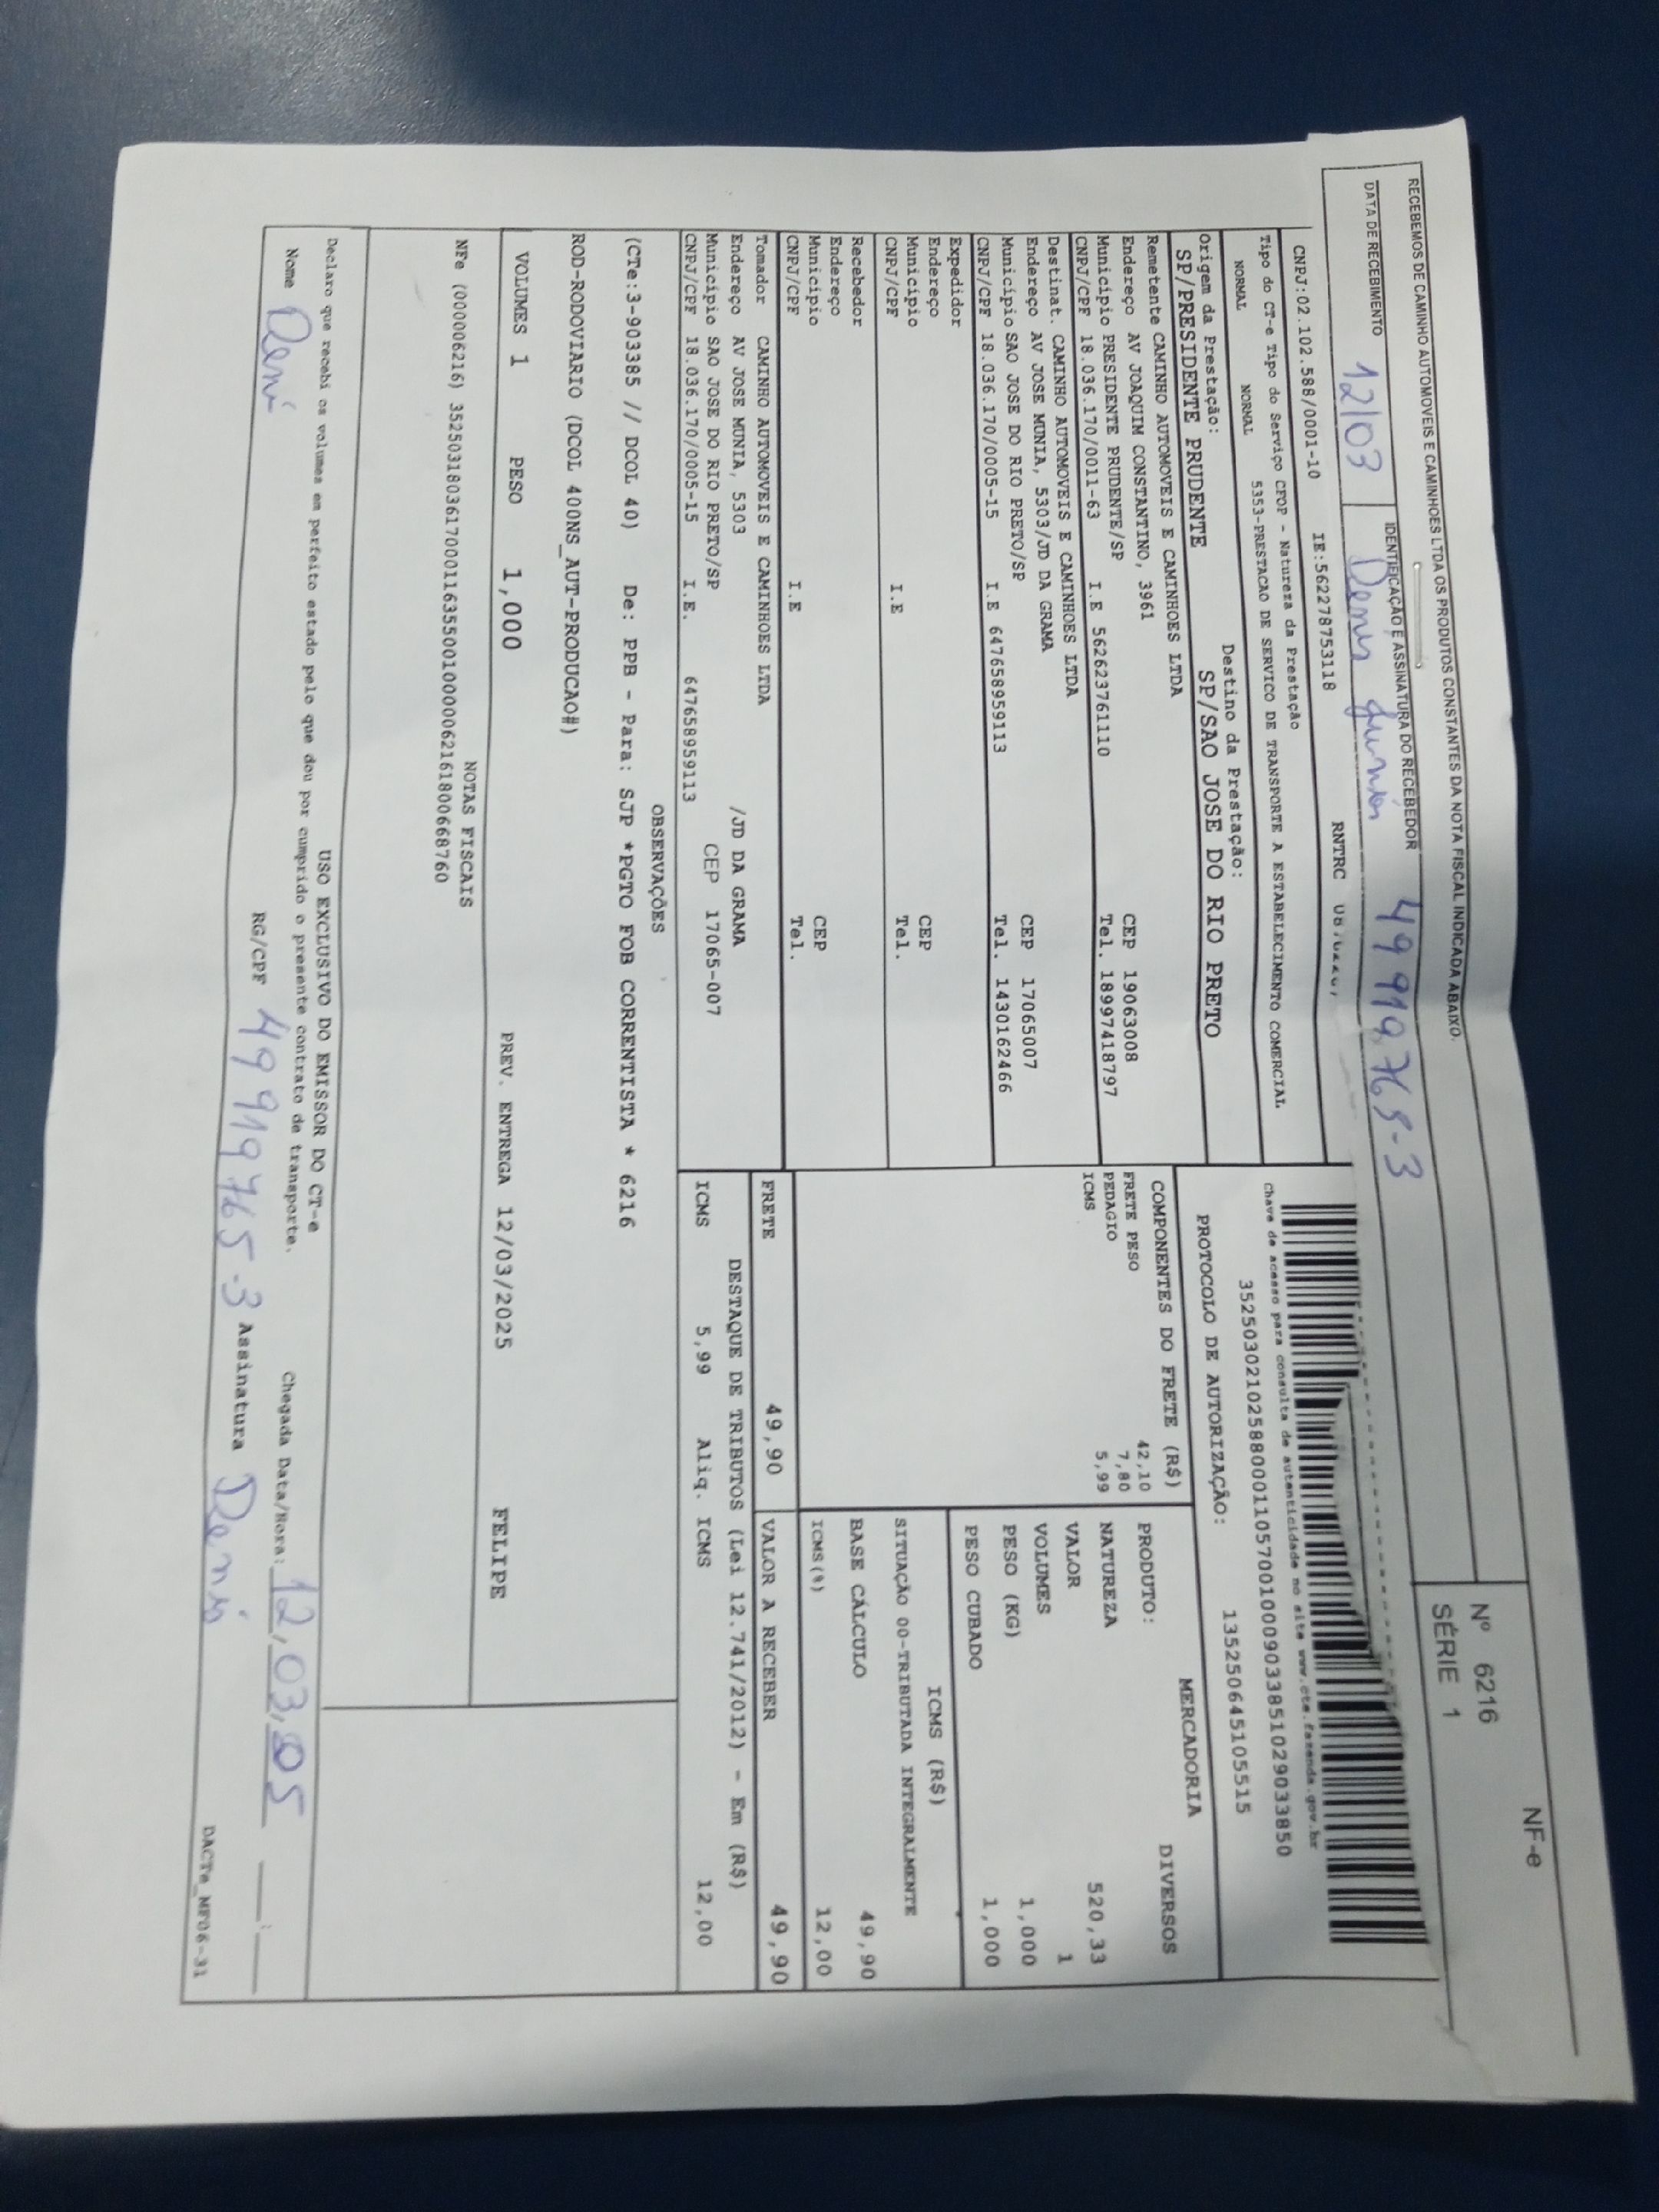 NF-e
Nº 6216
SÉRIE 1
RECEBEMOS DE CAMINHO AUTOMOVEIS E CAMINHOES LTDA OS PRODUTOS CONSTANTES DA NOTA FISCAL INDICADA ABAIXO.
DATA DE RECEBIMENTO
IDENTIFICAÇÃO E ASSINATURA DO RECEBEDOR
12/03 Denis Junior
CNPJ:02.102.588/0001-10 IE:562278753118 RNTRC
Tipo do CT-e Tipo do Serviço CFOP - Natureza da Prestação
NORMAL NORMAL 5353-PRESTACAO DE SERVICO DE TRANSPORTE A ESTABELECIMENTO COMERCIAL
Chave de acesso para consulta de autenticidade no site www.cte.fazenda.gov.br
35250302102588000110570010009033851029033850
Origem da Prestação: Destino da Prestação:
SP/PRESIDENTE PRUDENTE SP/SAO JOSE DO RIO PRETO
PROTOCOLO DE AUTORIZAÇÃO: 135250645105515
Remetente CAMINHO AUTOMOVEIS E CAMINHOES LTDA
Endereço AV JOAQUIM CONSTANTINO, 3961 CEP 19063008
Município PRESIDENTE PRUDENTE/SP Tel. 18997418797
CNPJ/CPF 18.036.170/0011-63 I.E 562623761110
Destinat. CAMINHO AUTOMOVEIS E CAMINHOES LTDA
Endereço AV JOSE MUNIA, 5303/JD DA GRAMA CEP 17065007
Município SAO JOSE DO RIO PRETO/SP Tel. 1430162466
CNPJ/CPF 18.036.170/0005-15 I.E 647658959113
Expedidor
Endereço CEP
Município Tel.
CNPJ/CPF I.E
Recebedor
Endereço
Município CEP
CNPJ/CPF I.E Tel.
COMPONENTES DO FRETE (R$)
FRETE PESO 42,10
PEDAGIO 7,80
ICMS 5,99
MERCADORIA
PRODUTO: DIVERSOS
NATUREZA
VALOR 520,33
VOLUMES 1
PESO (KG) 1,000
PESO CUBADO 1,000
ICMS (R$)
SITUAÇÃO 00-TRIBUTADA INTEGRALMENTE
BASE CÁLCULO 49,90
ICMS(%) 12,00
Tomador CAMINHO AUTOMOVEIS E CAMINHOES LTDA
Endereço AV JOSE MUNIA, 5303 /JD DA GRAMA
Município SAO JOSE DO RIO PRETO/SP CEP 17065-007
CNPJ/CPF 18.036.170/0005-15 I.E. 647658959113
FRETE 49,90 VALOR A RECEBER 49,90
DESTAQUE DE TRIBUTOS (Lei 12.741/2012) - Em (R$)
ICMS 5,99 Aliq. ICMS 12,00
OBSERVAÇÕES
(CTe:3-903385 // DCOL 40) De: PPB - Para: SJP *PGTO FOB CORRENTISTA * 6216
ROD-RODOVIARIO (DCOL 400NS_AUT-PRODUCAO#)
VOLUMES 1 PESO 1,000 PREV. ENTREGA 12/03/2025 FELIPE
NOTAS FISCAIS
NFe (000006216) 35250318036170001163550010000062161800668760
USO EXCLUSIVO DO EMISSOR DO CT-e
Declaro que recebi os volumes em perfeito estado pelo que dou por cumprido o presente contrato de transporte. Chegada Data/Hora:
Nome RG/CPF Assinatura Denis
DACTe_MF06-31